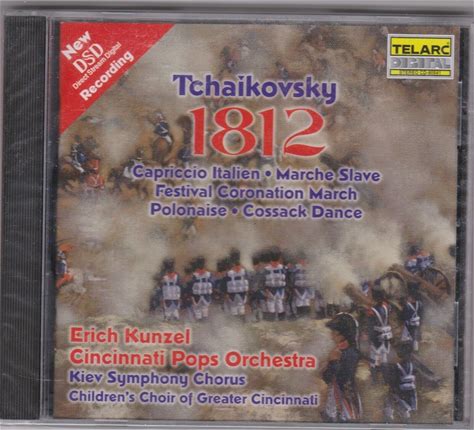 New
DSD
Direct Stream Digital
Recording
TELARC
DIGITAL
Tchaikovsky
1812
Capriccio Italien • Marche Slave
Festival Coronation March
Polonaise • Cossack Dance
Erich Kunzel
Cincinnati Pops Orchestra
Kiev Symphony Chorus
Children's Choir of Greater Cincinnati